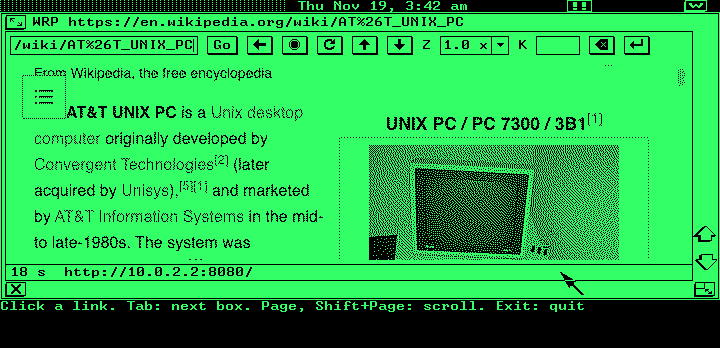 Thu Nov 19, 3:42 am
!!
W
WRP https://en.wikipedia.org/wiki/AT%26T_UNIX_PC
/wiki/AT%26T_UNIX_PC Go Z 1.0 x K
From Wikipedia, the free encyclopedia
AT&T UNIX PC is a Unix desktop
computer originally developed by
Convergent Technologies[2] (later
acquired by Unisys),[5][1] and marketed
by AT&T Information Systems in the mid-
to late-1980s. The system was
UNIX PC / PC 7300 / 3B1[1]
18 s http://10.0.2.2:8080/
Click a link. Tab: next box. Page, Shift+Page: scroll. Exit: quit